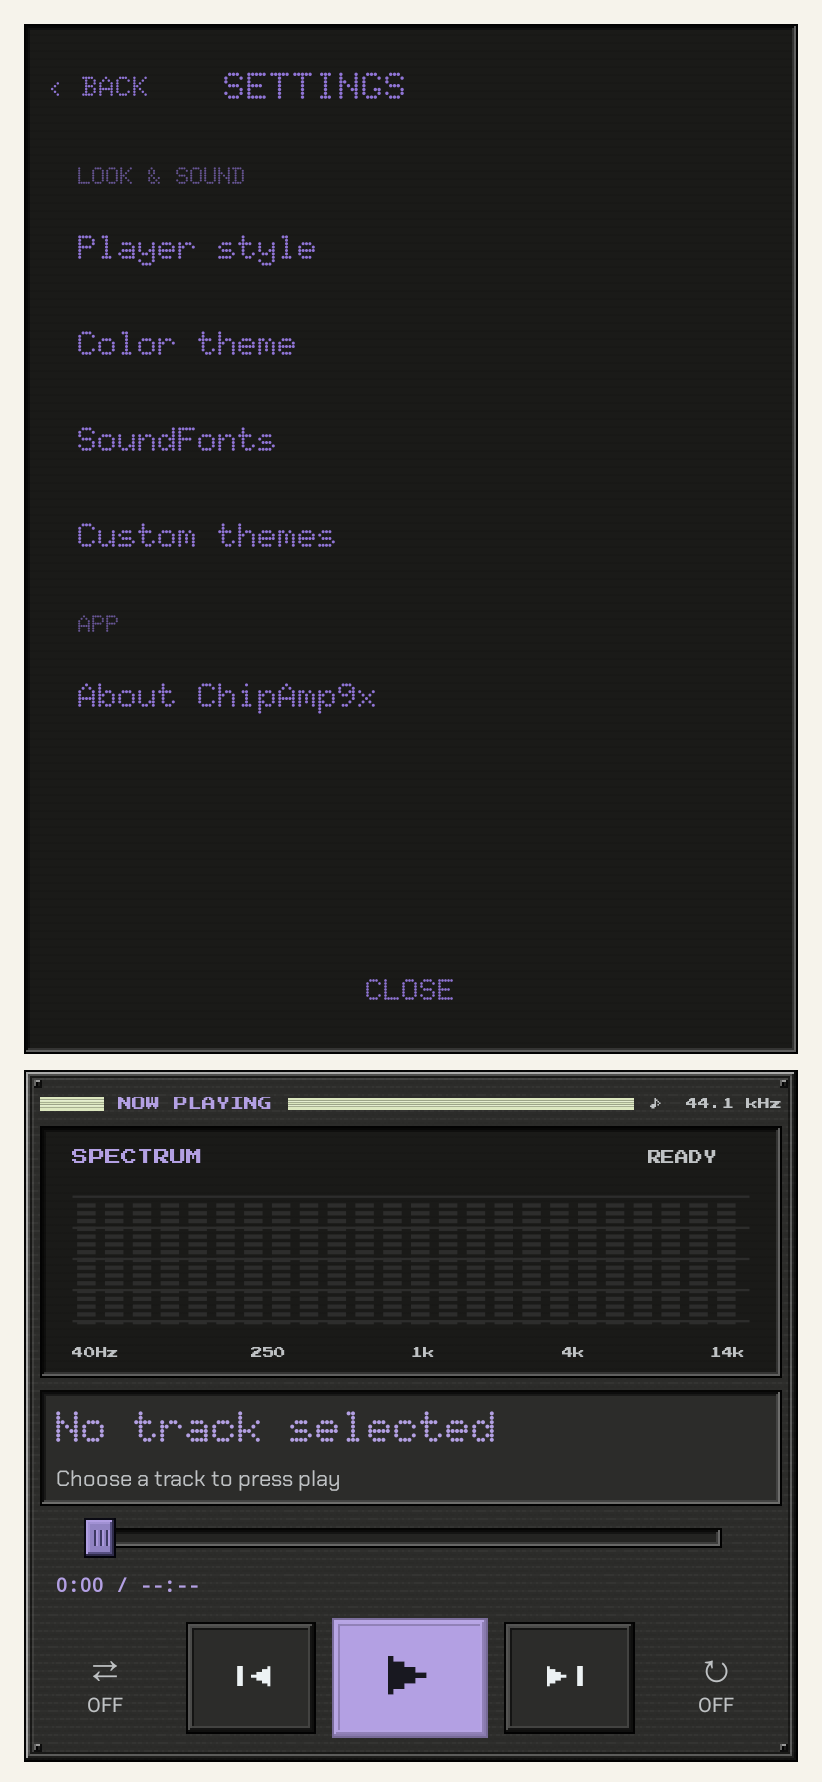 ‹ BACK SETTINGS
LOOK & SOUND
Player style
Color theme
SoundFonts
Custom themes
APP
About ChipAmp9x
CLOSE
NOW PLAYING ♪ 44.1 kHz
SPECTRUM READY
40Hz 250 1k 4k 14k
No track selected
Choose a track to press play
0:00 / --:--
OFF OFF